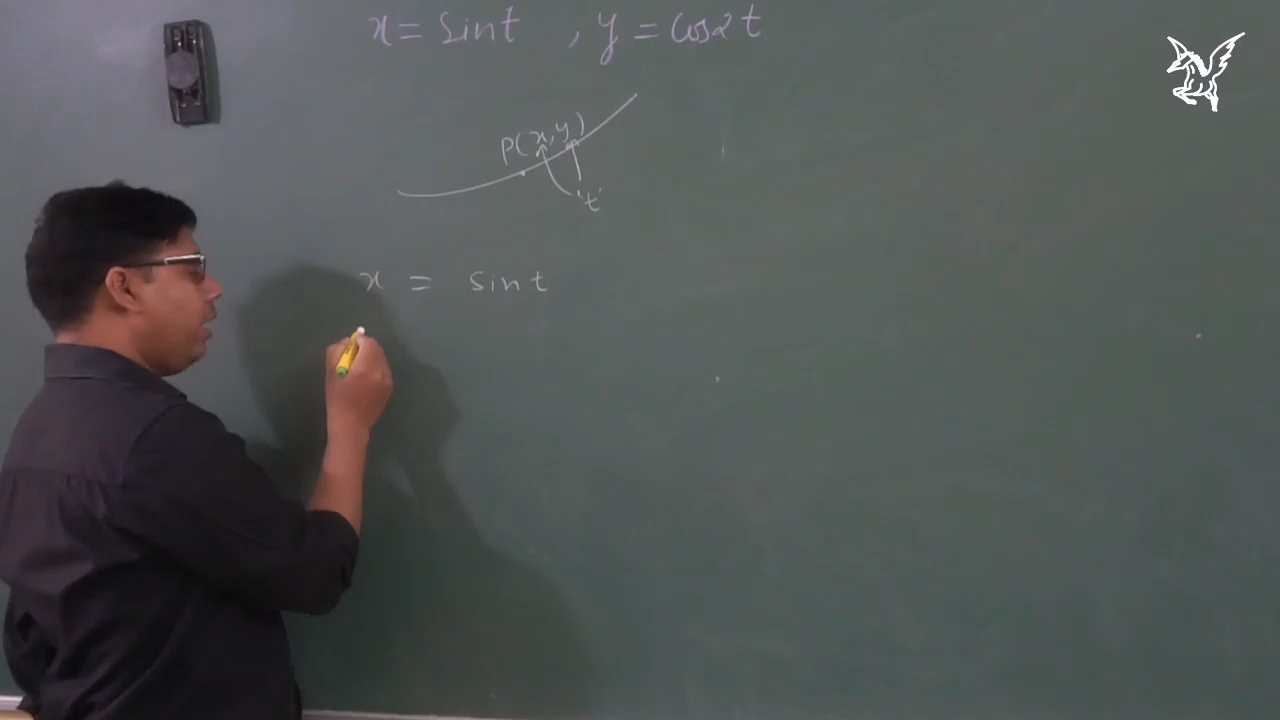 x = sint , y = cos2t
P(x,y)
't'
x = sint